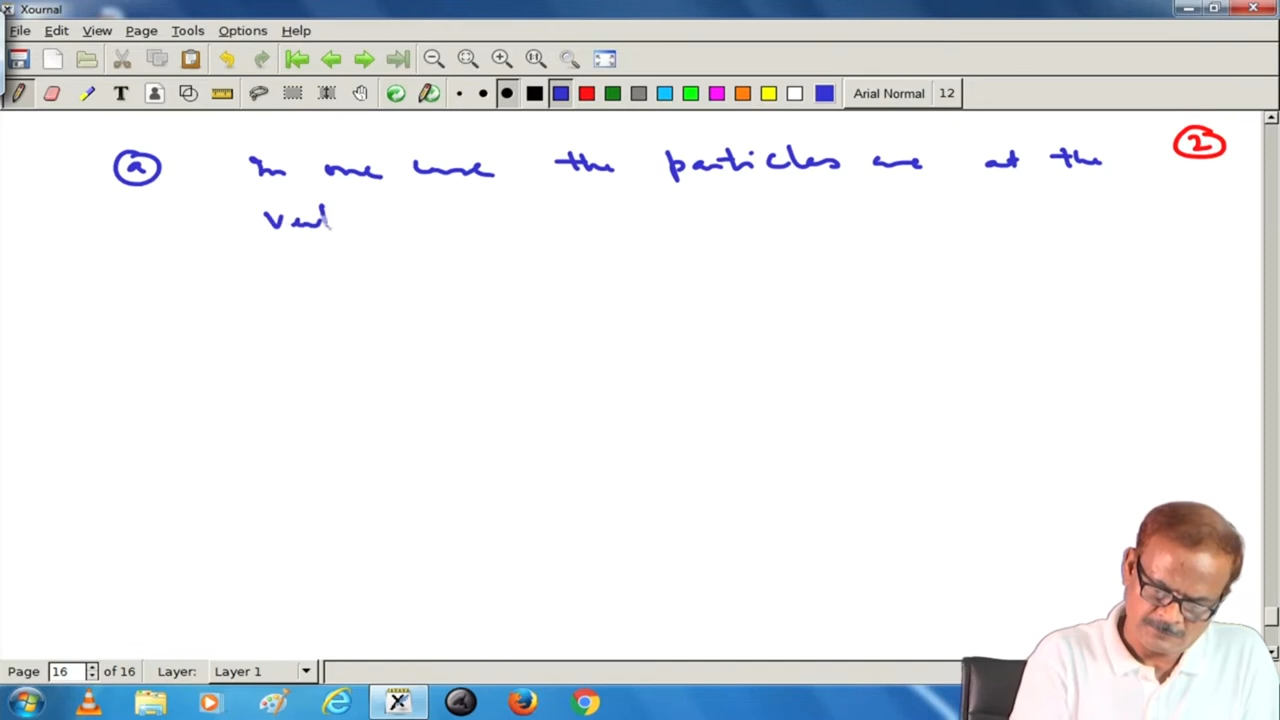 Xournal
File Edit View Page Tools Options Help
Arial Normal 12
2
a In one case the particles are at the
Page 16 of 16 Layer: Layer 1